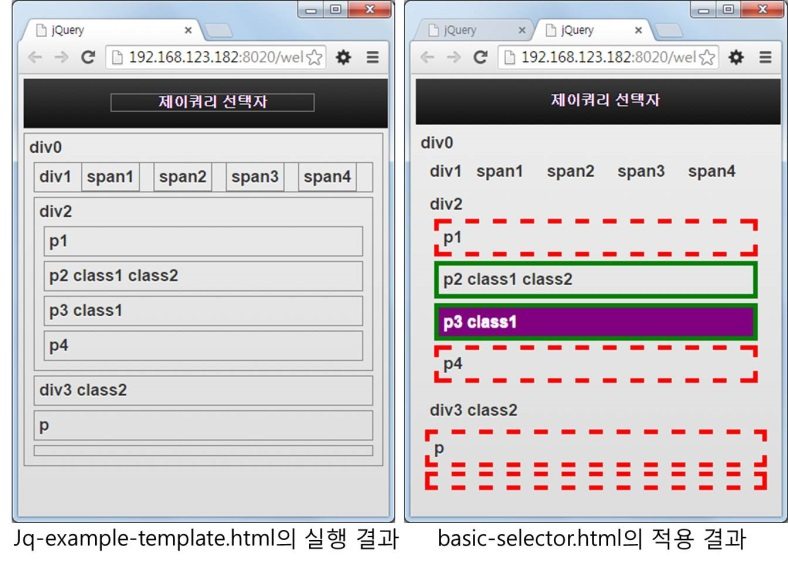 jQuery
192.168.123.182:8020/wel
제이쿼리 선택자
div0
div1 span1 span2 span3 span4
div2
p1
p2 class1 class2
p3 class1
p4
div3 class2
p
Jq-example-template.html의 실행 결과
jQuery jQuery
192.168.123.182:8020/wel
제이쿼리 선택자
div0
div1 span1 span2 span3 span4
div2
p1
p2 class1 class2
p3 class1
p4
div3 class2
p
basic-selector.html의 적용 결과